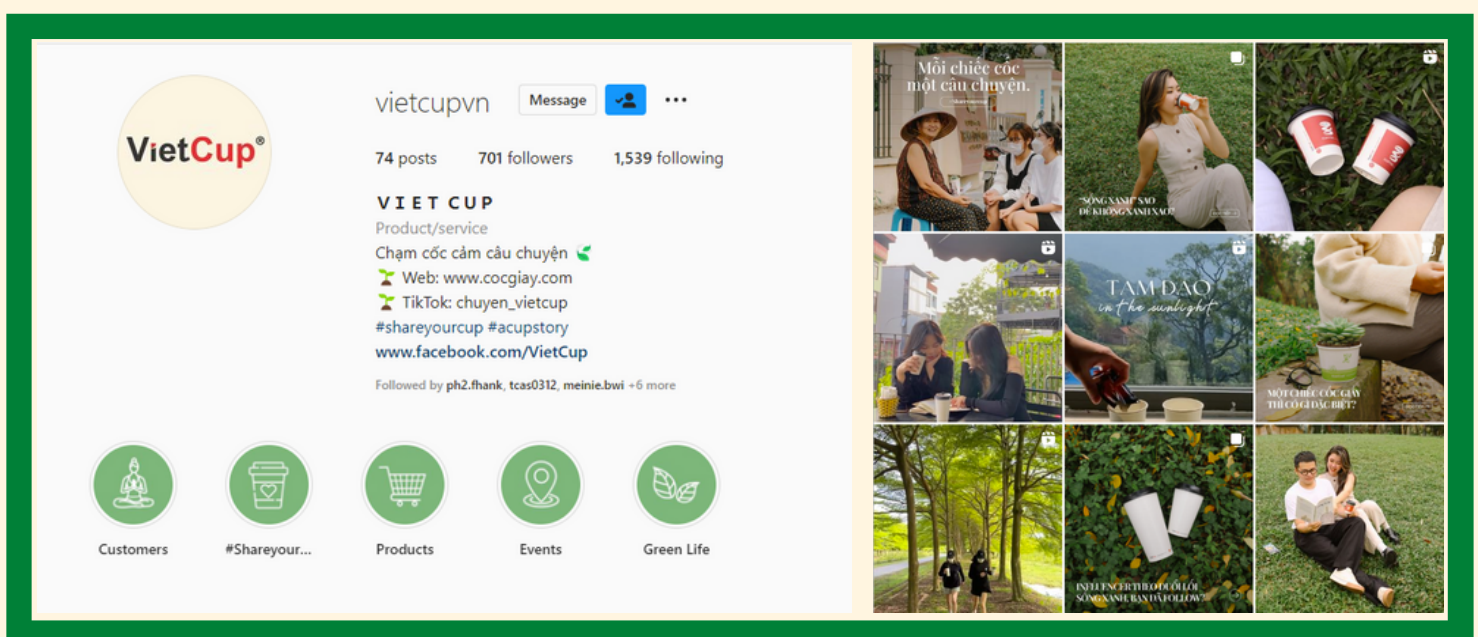 VietCup®
vietcupvn
Message
74 posts 701 followers 1,539 following
VIET CUP
Product/service
Chạm cốc cảm câu chuyện
Web: www.cocgiay.com
TikTok: chuyen_vietcup
#shareyourcup #acupstory
www.facebook.com/VietCup
Followed by ph2.fhank, tcas0312, meinie.bwi +6 more
Customers
#Shareyour...
Products
Events
Green Life
Mỗi chiếc cốc
một câu chuyện.
"SỐNG XANH" SAO
ĐỂ KHÔNG XANH XAO?
TAM DAO
in the sunlight
MỘT CHIẾC CỐC GIẤY
THÌ CÓ GÌ ĐẶC BIỆT?
INFLUENCER THEO ĐUỔI LỐI
SỐNG XANH, BẠN ĐÃ FOLLOW?